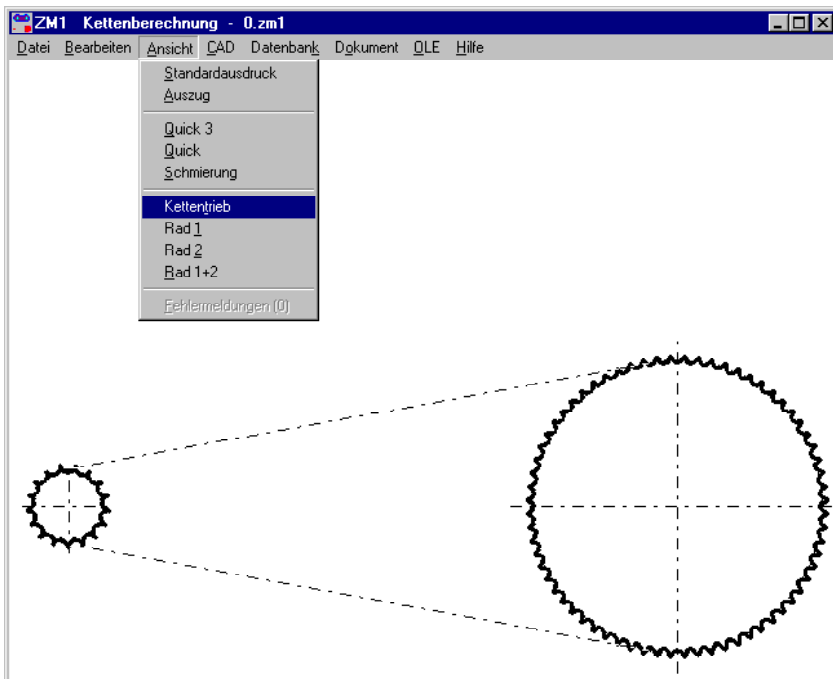 ZM1 Kettenberechnung - 0.zm1
Datei Bearbeiten Ansicht CAD Datenbank Dokument OLE Hilfe
Standardausdruck
Auszug
Quick 3
Quick
Schmierung
Kettentrieb
Rad 1
Rad 2
Rad 1+2
Fehlermeldungen (0)